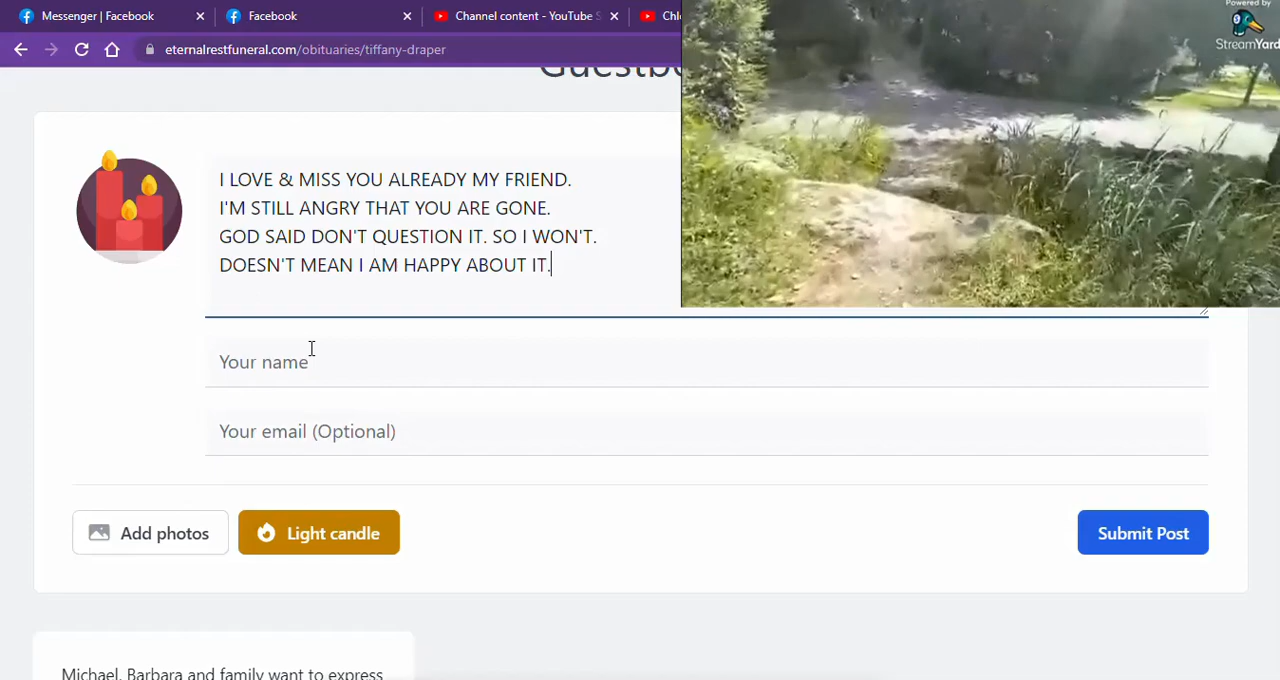 Messenger | Facebook
Facebook
Channel content - YouTube S
Chl
Powered by
StreamYard
eternalrestfuneral.com/obituaries/tiffany-draper
I LOVE & MISS YOU ALREADY MY FRIEND.
I'M STILL ANGRY THAT YOU ARE GONE.
GOD SAID DON'T QUESTION IT. SO I WON'T.
DOESN'T MEAN I AM HAPPY ABOUT IT.
Your name
Your email (Optional)
Add photos
Light candle
Submit Post
Michael, Barbara and family want to express